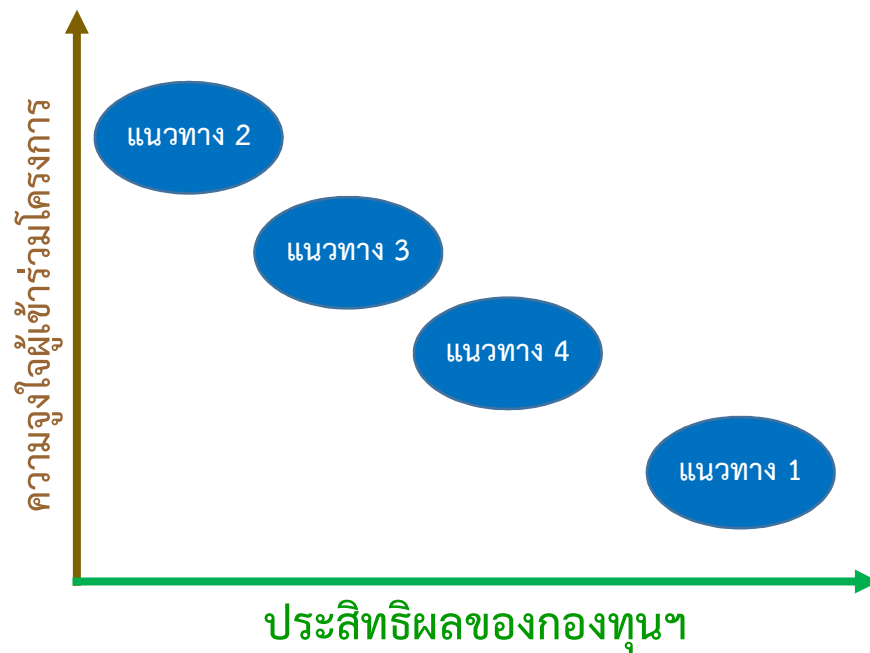 ความจูงใจผู้เข้าร่วมโครงการ
แนวทาง 2
แนวทาง 3
แนวทาง 4
แนวทาง 1
ประสิทธิผลของกองทุนฯ